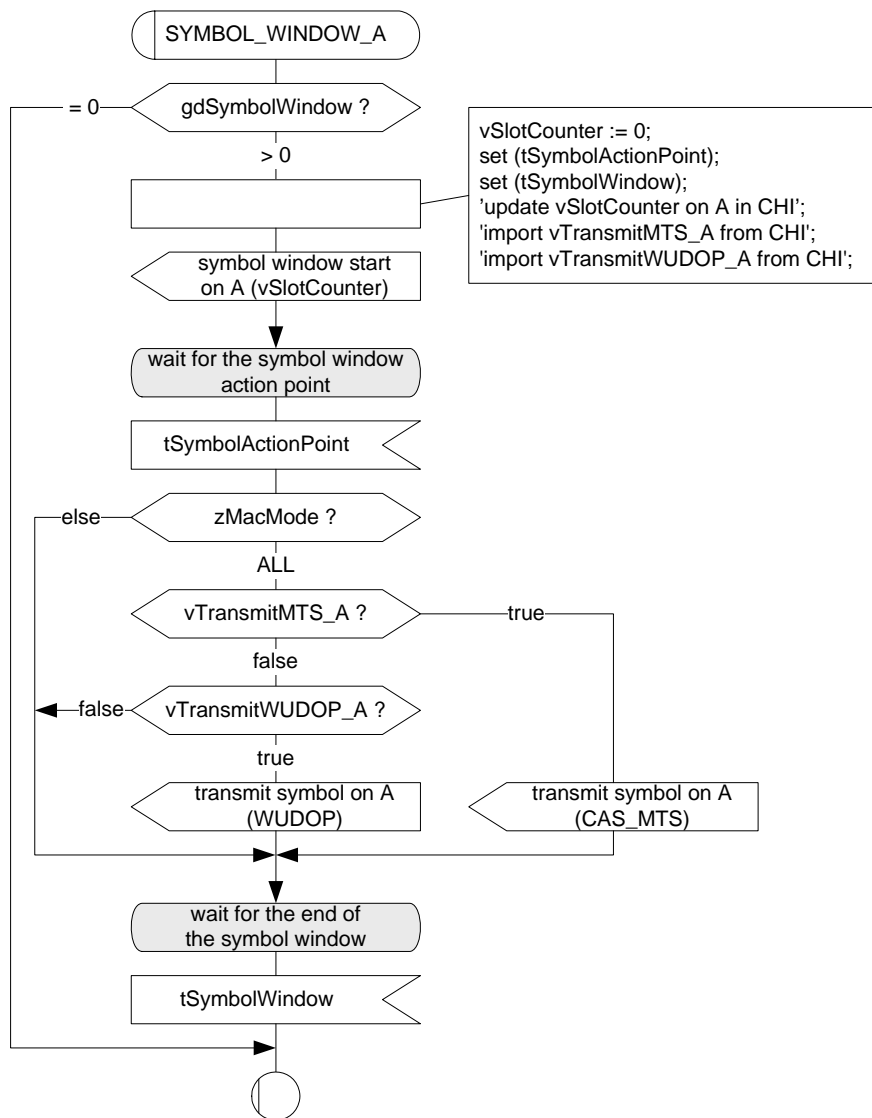 SYMBOL_WINDOW_A
= 0
gdSymbolWindow ?
> 0
vSlotCounter := 0;
set (tSymbolActionPoint);
set (tSymbolWindow);
’update vSlotCounter on A in CHI’;
'import vTransmitMTS_A from CHI';
'import vTransmitWUDOP_A from CHI';
symbol window start
on A (vSlotCounter)
wait for the symbol window
action point
tSymbolActionPoint
else
zMacMode ?
ALL
vTransmitMTS_A ?
true
false
false
vTransmitWUDOP_A ?
true
transmit symbol on A
(WUDOP)
transmit symbol on A
(CAS_MTS)
wait for the end of
the symbol window
tSymbolWindow